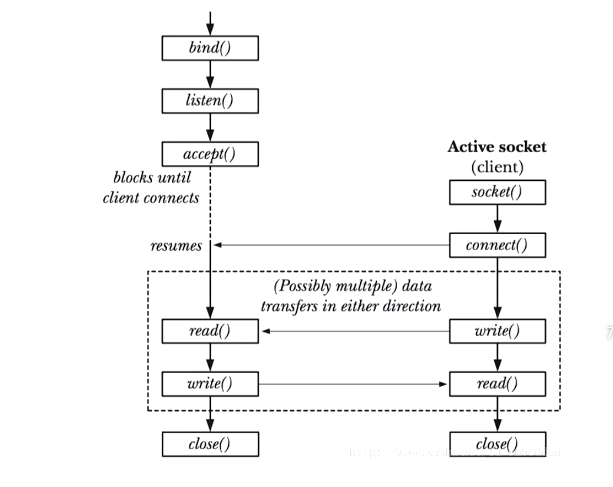 bind()
listen()
accept()
blocks until
client connects
resumes
Active socket
(client)
socket()
connect()
(Possibly multiple) data
transfers in either direction
read()
write()
write()
read()
close()
close()